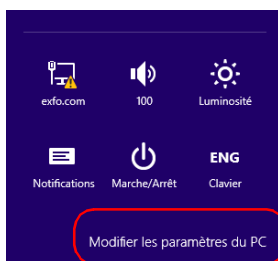 exfo.com
100
Luminosité
ENG
Notifications
Marche/Arrêt
Clavier
Modifier les paramètres du PC